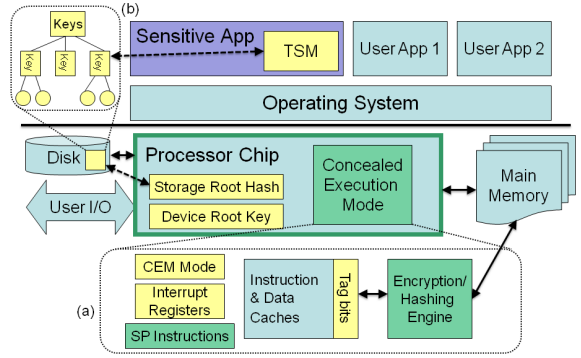 (b)
Keys
Key
Key
Key
Sensitive App
TSM
User App 1
User App 2
Operating System
Disk
Processor Chip
Storage Root Hash
Device Root Key
Concealed
Execution
Mode
Main
Memory
User I/O
(a)
CEM Mode
Interrupt
Registers
SP Instructions
Instruction
& Data
Caches
Tag bits
Encryption/
Hashing
Engine